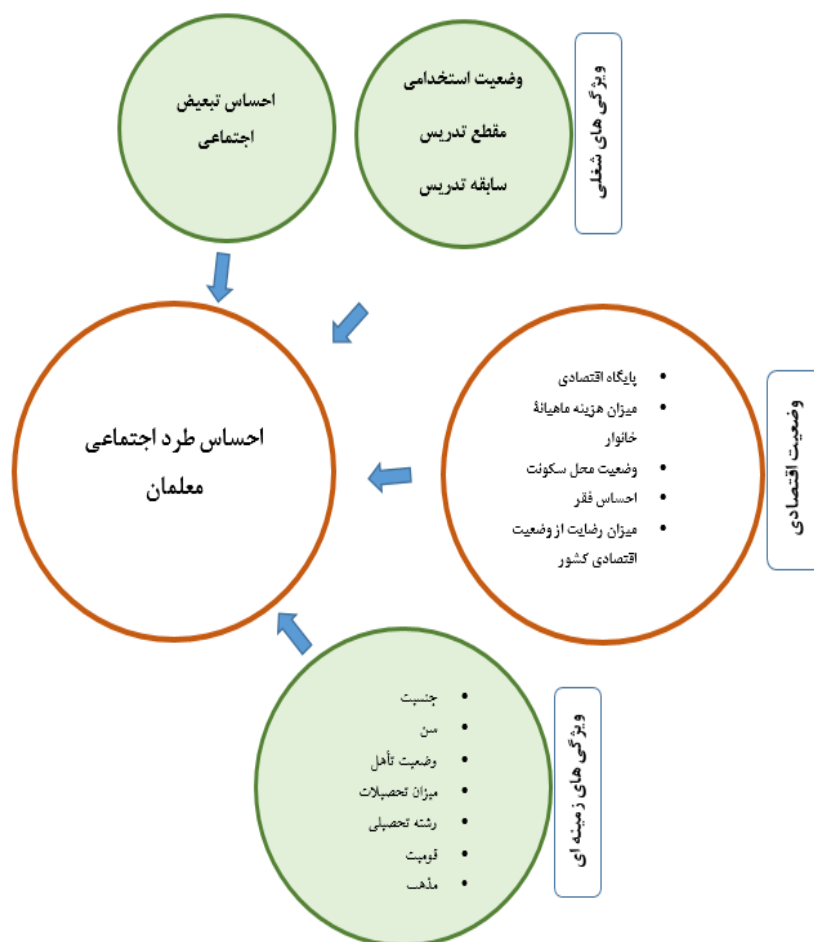 ویژگی های شغلی
وضعیت استخدامی
مقطع تدریس
سابقه تدریس
احساس تبعیض
اجتماعی
احساس طرد اجتماعی
معلمان
وضعیت اقتصادی
• پایگاه اقتصادی
• میزان هزینه ماهیانهٔ
خانوار
• وضعیت محل سکونت
• احساس فقر
• میزان رضایت از وضعیت
اقتصادی کشور
ویژگی های زمینه ای
• جنسیت
• سن
• وضعیت تأهل
• میزان تحصیلات
• رشته تحصیلی
• قومیت
• مذهب